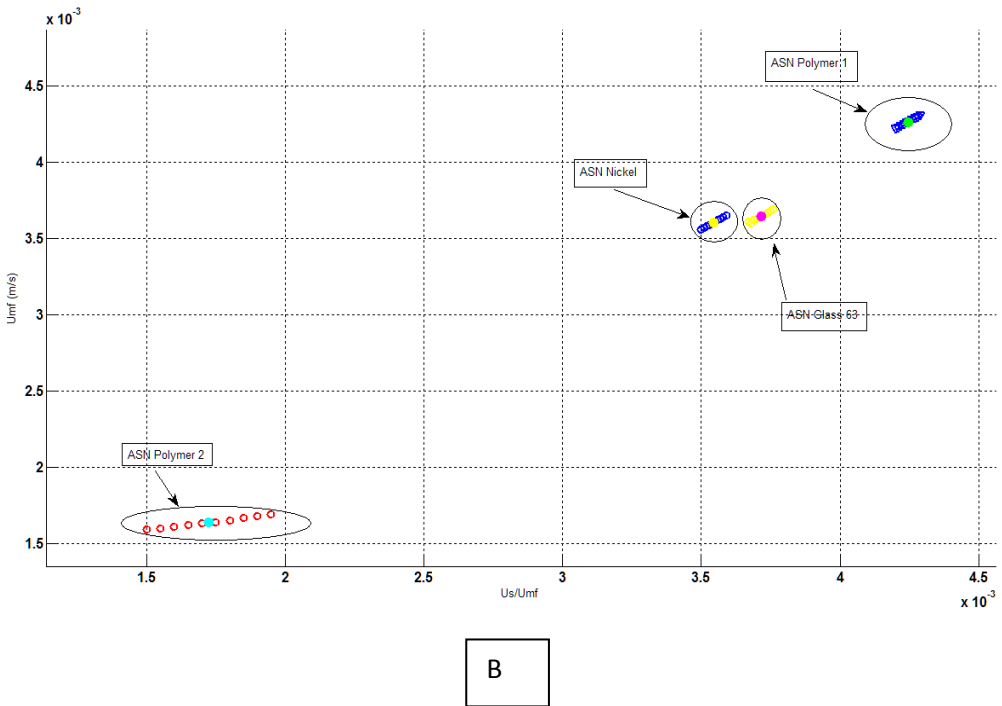 x 10-3
4.5
4
3.5
3
2.5
2
1.5
Umf (m/s)
ASN Polymer 1
ASN Nickel
ASN Glass 63
ASN Polymer 2
1.5 2 2.5 3 3.5 4 4.5
Us/Umf
x 10-3
B